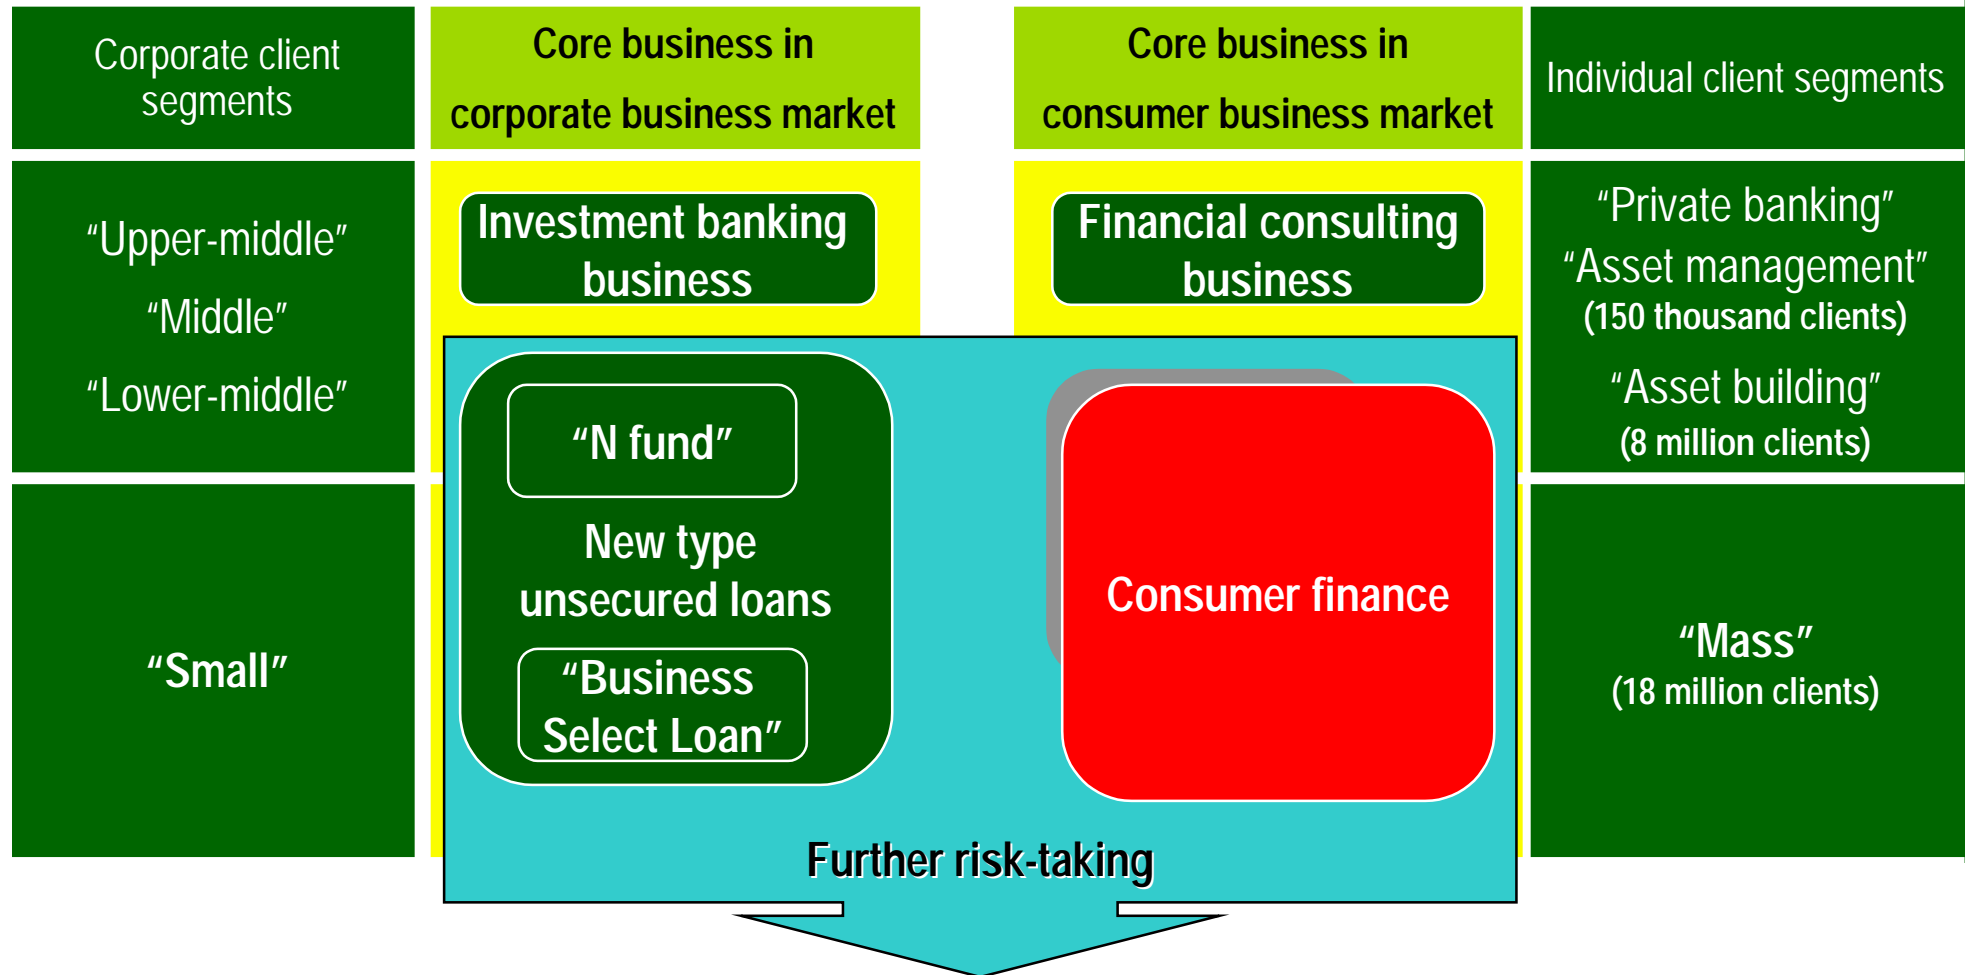 Corporate client
segments
Core business in
corporate business market
Core business in
consumer business market
Individual client segments
“Upper-middle”
“Middle”
“Lower-middle”
Investment banking
business
Financial consulting
business
“Private banking”
“Asset management”
(150 thousand clients)
“Asset building”
(8 million clients)
“N fund”
New type
unsecured loans
“Business
Select Loan”
Consumer finance
“Small”
“Mass”
(18 million clients)
Further risk-taking